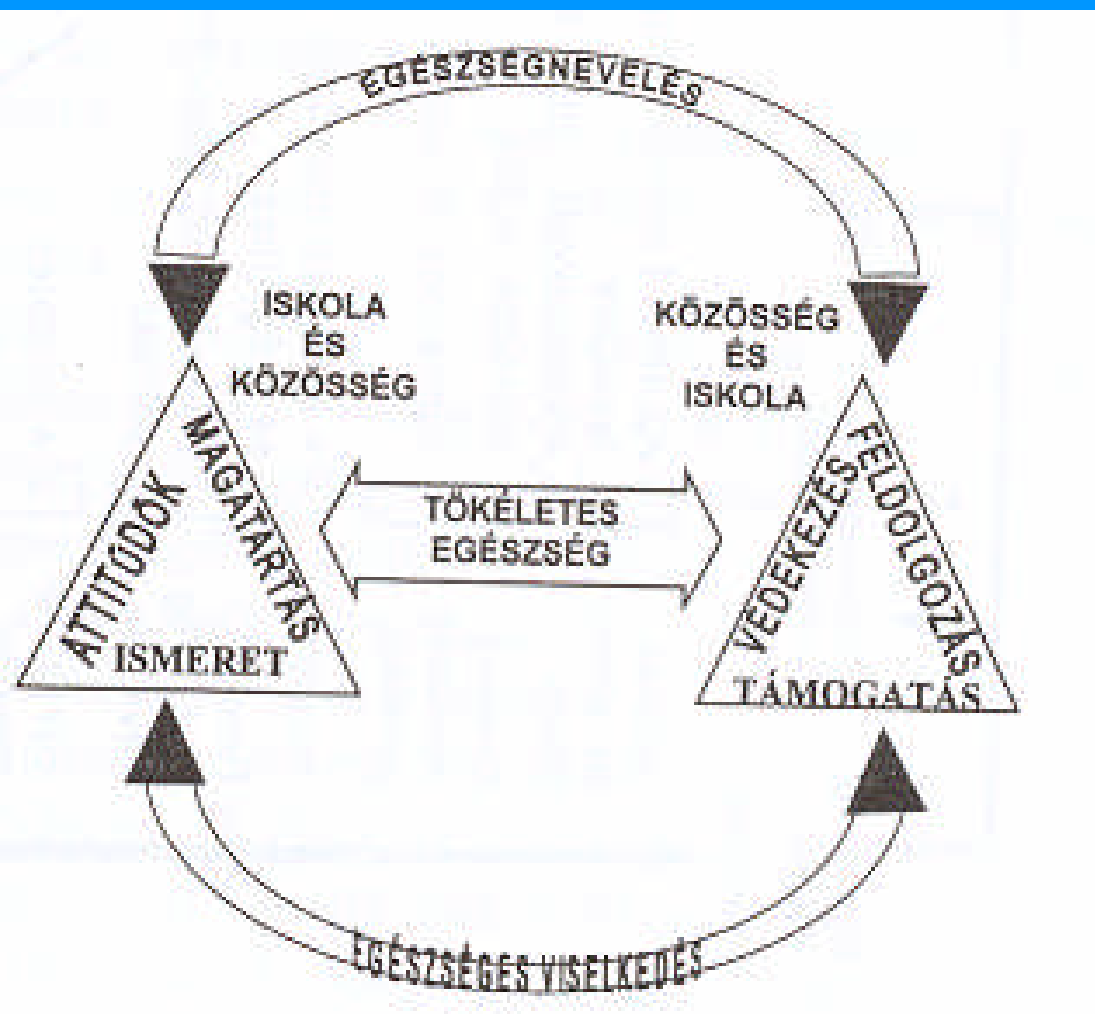 EGÉSZSÉGNEVELÉS
ISKOLA
ÉS
KÖZÖSSÉG
KÖZÖSSÉG
ÉS
ISKOLA
ATTITŰDÖK
MAGATARTÁS
ISMERET
TÖKÉLETES
EGÉSZSÉG
VÉDEKEZÉS
FELDOLGOZÁS
TÁMOGATÁS
EGÉSZSÉGES VISELKEDÉS